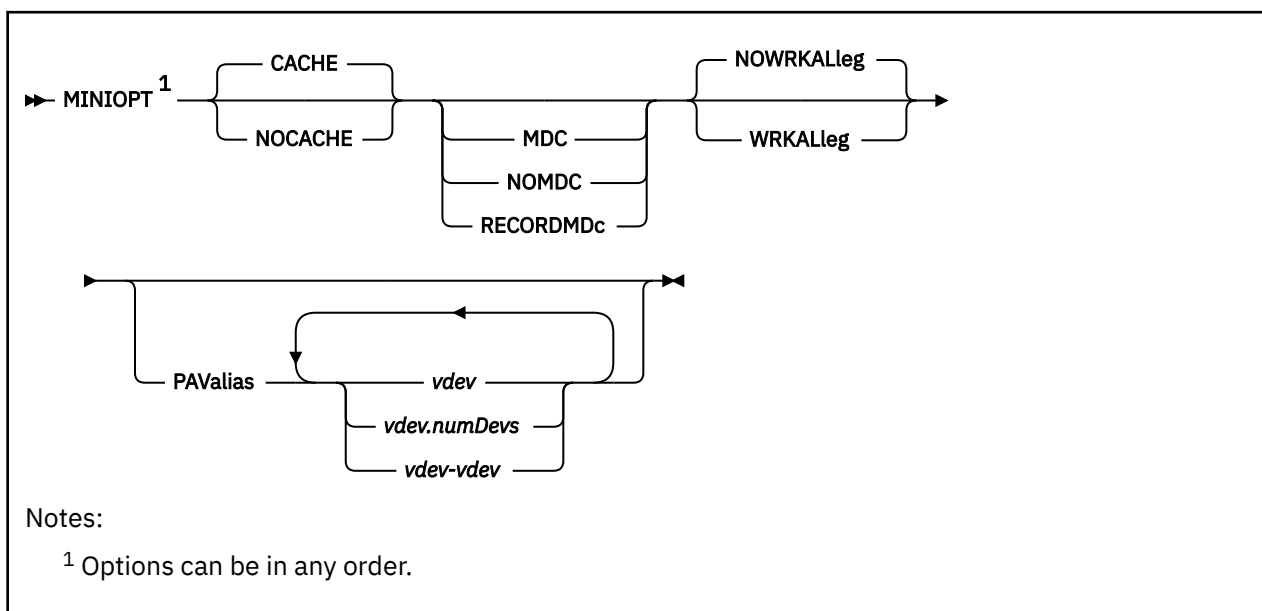 CACHE
NOWRKALleg
MINIOPT 1
NOCACHE
MDC
WRKALleg
NOMDC
RECORDMDc
PAValias
vdev
vdev.numDevs
vdev-vdev
Notes:
1 Options can be in any order.